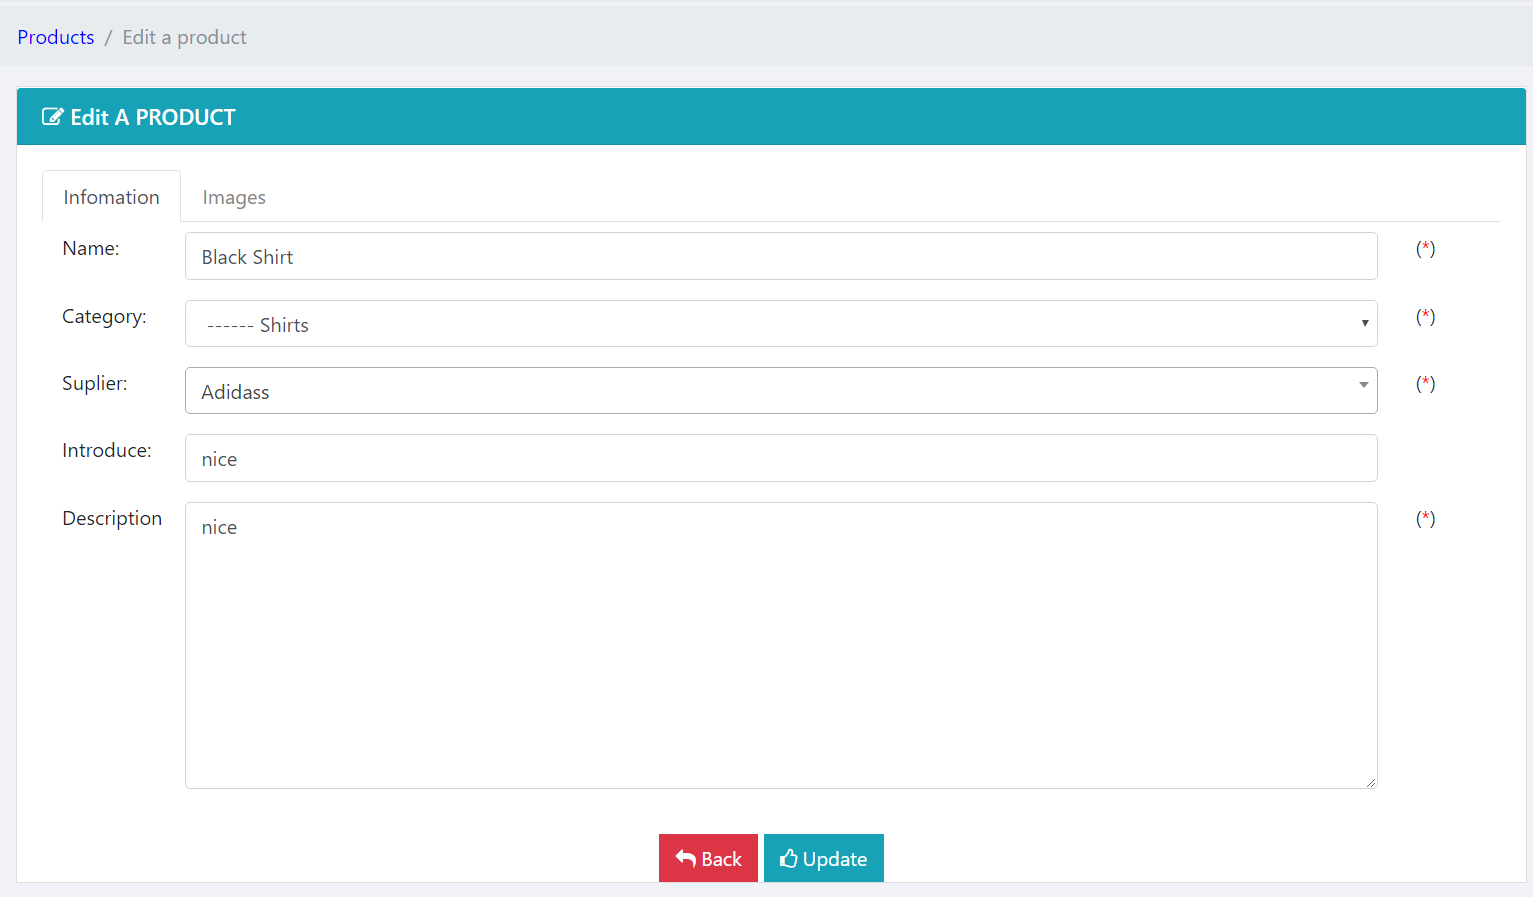 Products / Edit a product
Edit A PRODUCT
Infomation Images
Name: Black Shirt (*)
Category: ------ Shirts (*)
Suplier: Adidass (*)
Introduce: nice
Description nice (*)
Back Update